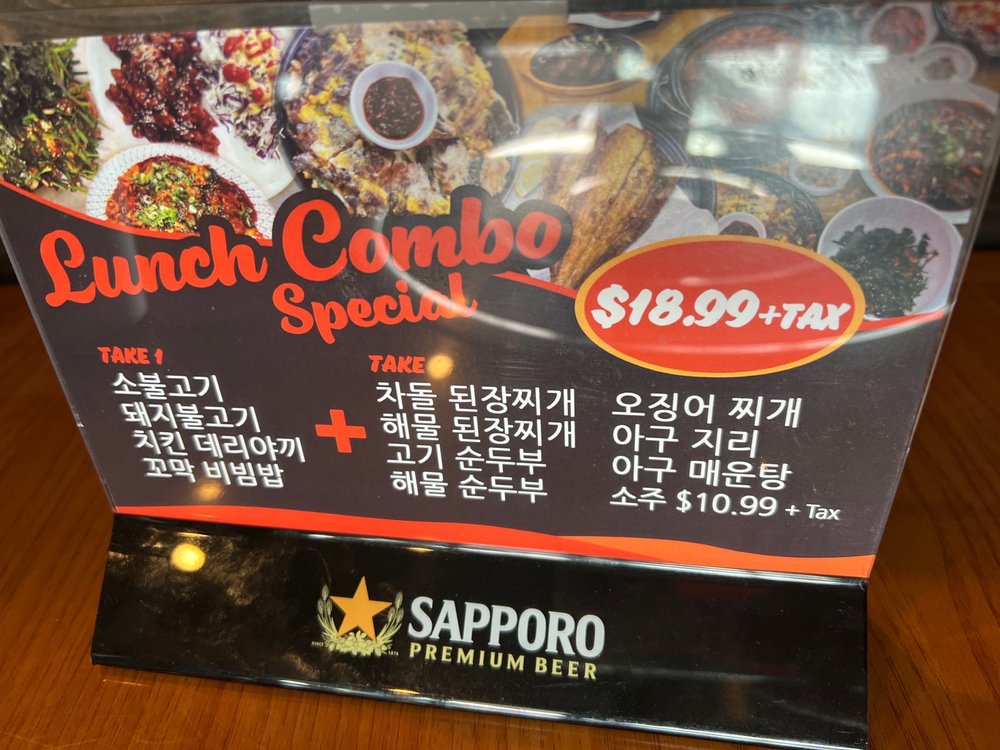 Lunch Combo
Special
$18.99+TAX
TAKE 1
소불고기
돼지불고기
치킨 데리야끼
꼬막 비빔밥
+
TAKE
차돌 된장찌개
해물 된장찌개
고기 순두부
해물 순두부
오징어 찌개
아구 지리
아구 매운탕
소주 $10.99 + Tax
SAPPORO
PREMIUM BEER